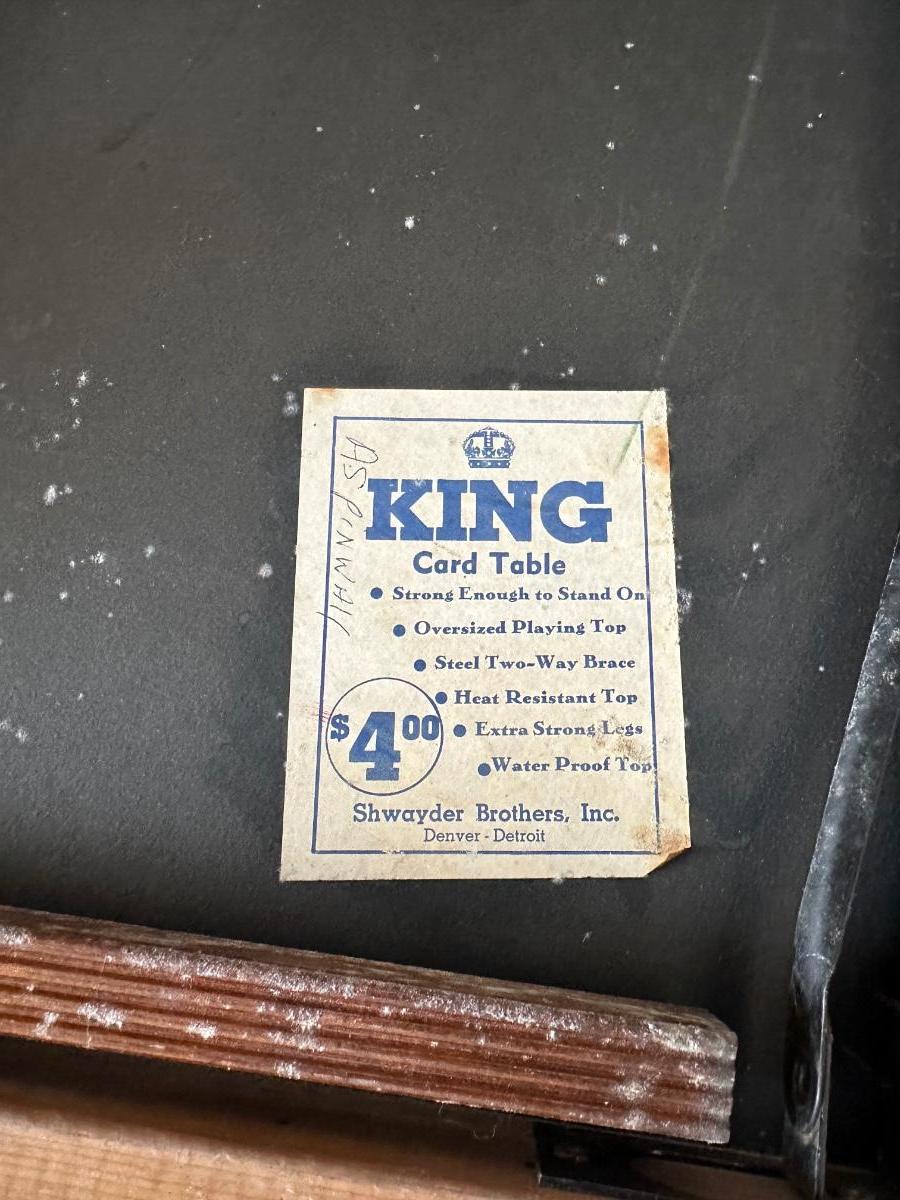 KING
Card Table
• Strong Enough to Stand On
• Oversized Playing Top
• Steel Two-Way Brace
• Heat Resistant Top
• Extra Strong Legs
• Water Proof Top
$4.00
Shwayder Brothers, Inc.
Denver - Detroit
ASPINWALL